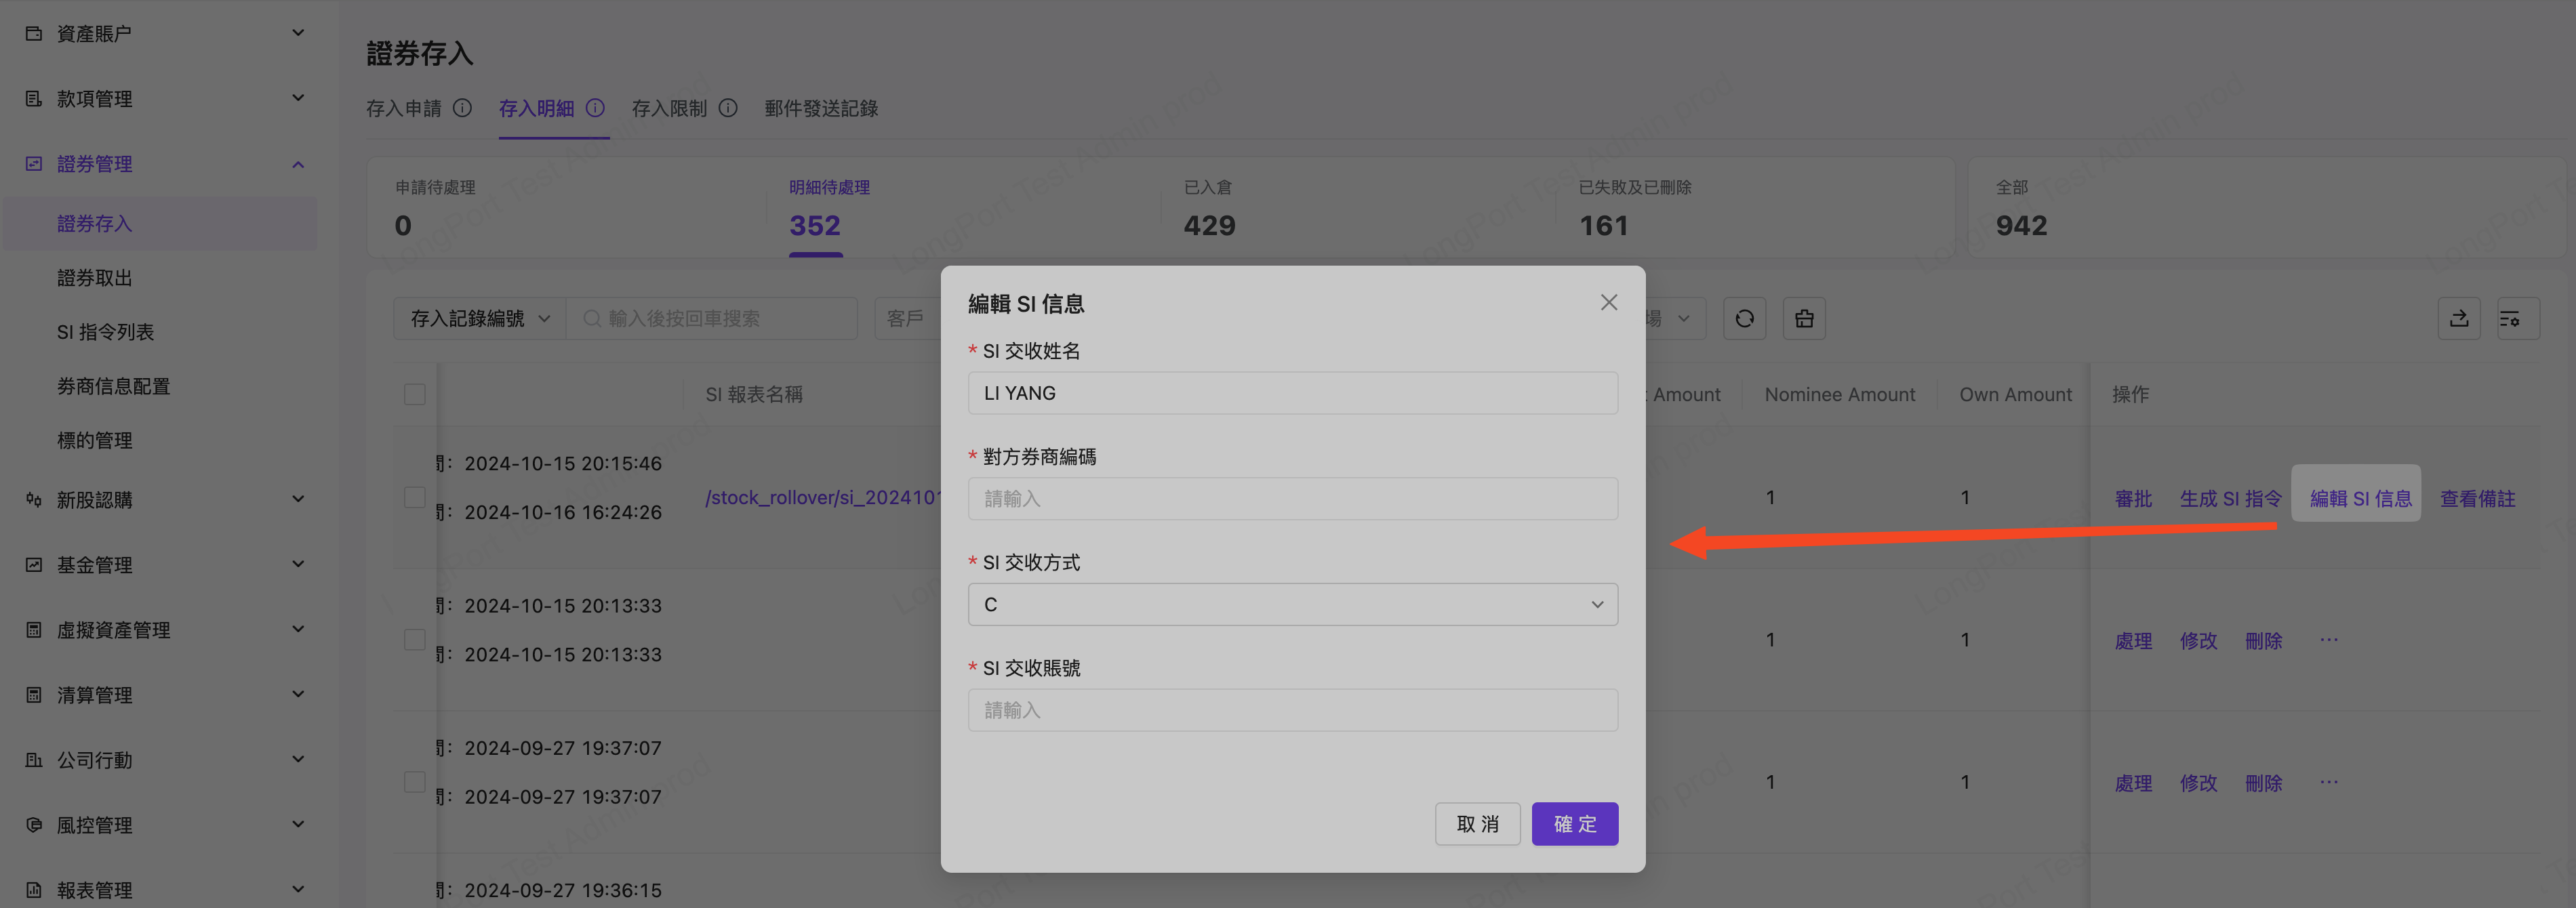 資產賬户
款項管理
證券管理
證券存入
證券取出
SI 指令列表
券商信息配置
標的管理
新股認購
基金管理
虛擬資產管理
清算管理
公司行動
風控管理
報表管理
證券存入
存入申請 存入明細 存入限制 郵件發送記錄
申請待處理 明細待處理 已入倉 已失敗及已刪除 全部
0 352 429 161 942
存入記錄編號 輸入後按回車搜索 客戶 場
SI 報表名稱 Amount Nominee Amount Own Amount 操作
間: 2024-10-15 20:15:46
間: 2024-10-16 16:24:26
/stock_rollover/si_202410 1 1 審批 生成 SI 指令 編輯 SI 信息 查看備註
間: 2024-10-15 20:13:33
間: 2024-10-15 20:13:33
1 1 處理 修改 刪除 ···
間: 2024-09-27 19:37:07
間: 2024-09-27 19:37:07
1 1 處理 修改 刪除 ···
間: 2024-09-27 19:36:15
編輯 SI 信息
* SI 交收姓名
LI YANG
* 對方券商編碼
請輸入
* SI 交收方式
C
* SI 交收賬號
請輸入
取消 確定
LongPort Test Admin prod